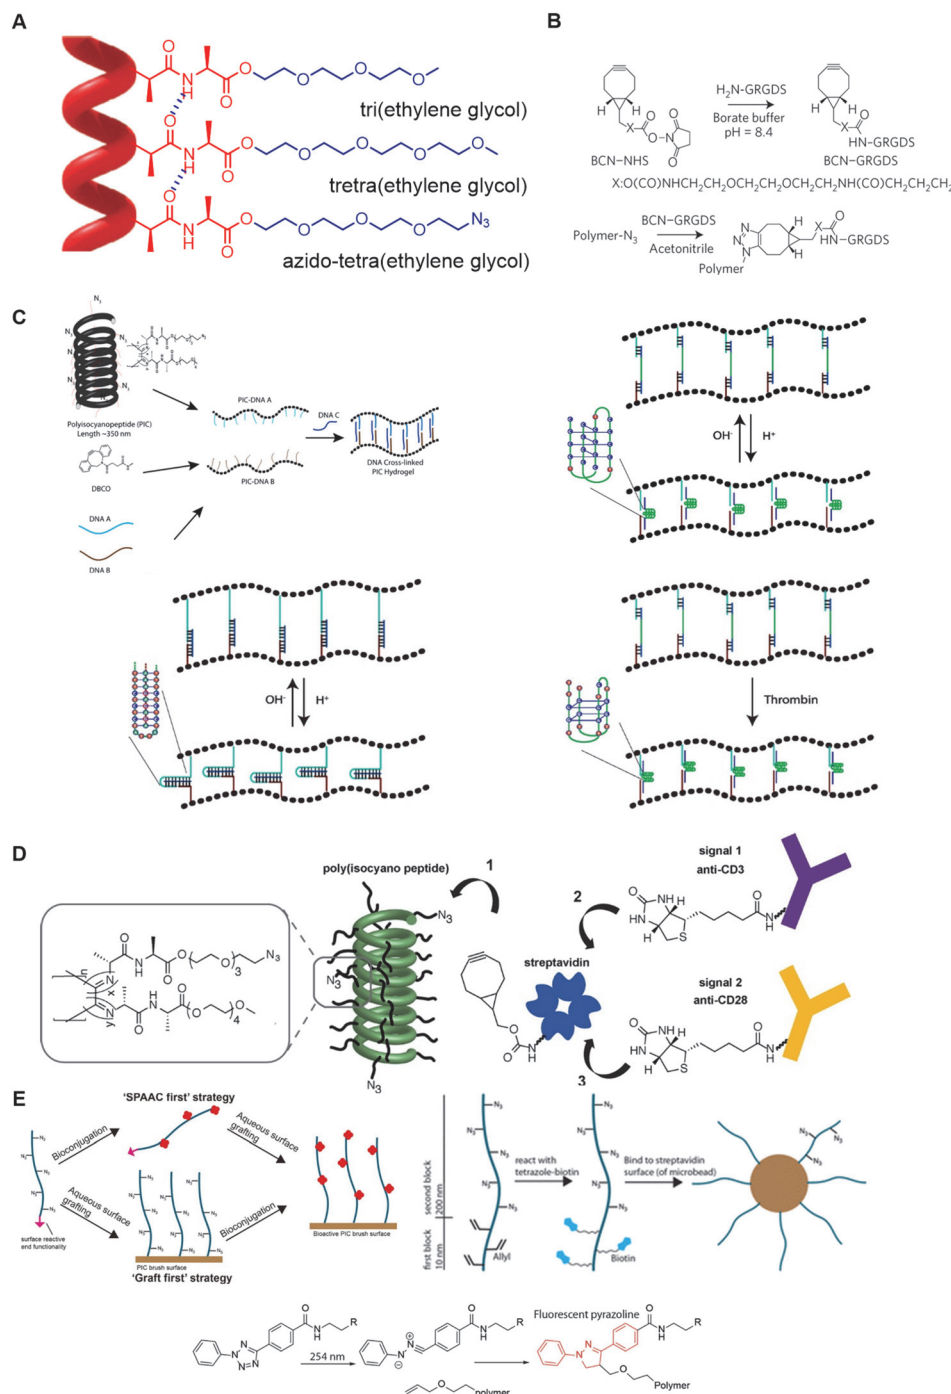 A
tri(ethylene glycol)
tretra(ethylene glycol)
azido-tetra(ethylene glycol)
B
H₂N-GRGDS
Borate buffer
pH = 8.4
BCN–NHS
HN-GRGDS
BCN-GRGDS
X:O(CO)NHCH₂CH₂OCH₂CH₂OCH₂CH₂NH(CO)CH₂CH₂CH₂
Polymer-N₃
BCN–GRGDS
Acetonitrile
HN-GRGDS
Polymer
C
Polyisocyanopeptide (PIC)
Length ~350 nm
DBCO
DNA A
DNA B
PIC-DNA A
PIC-DNA B
DNA C
DNA Cross-linked
PIC Hydrogel
OH⁻
H⁺
OH⁻
H⁺
Thrombin
D
poly(isocyano peptide)
1
N₃
N₃
N₃
streptavidin
2
3
signal 1
anti-CD3
signal 2
anti-CD28
E
'SPAAC first' strategy
Bioconjugation
Aqueous surface
grafting
Aqueous surface
grafting
Bioconjugation
surface reactive
end functionality
PIC brush surface
'Graft first' strategy
Bioactive PIC brush surface
second block
200 nm
first block
10 nm
Allyl
react with
tetrazole-biotin
Biotin
Bind to streptavidin
surface (of microbead)
254 nm
polymer
Fluorescent pyrazoline
Polymer